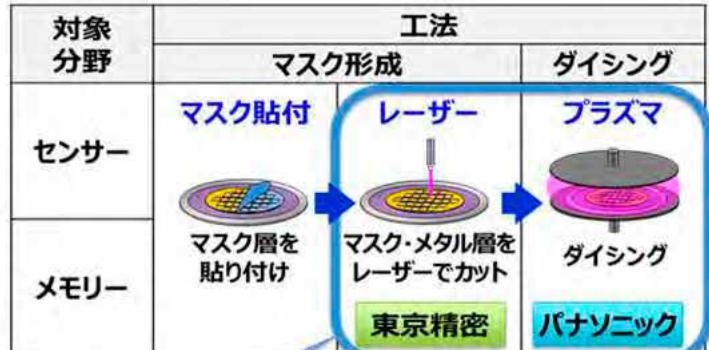 対象
分野
工法
マスク形成
ダイシング
センサー
メモリー
マスク貼付
レーザー
プラズマ
マスク層を
貼り付け
マスク・メタル層を
レーザーでカット
ダイシング
東京精密
パナソニック